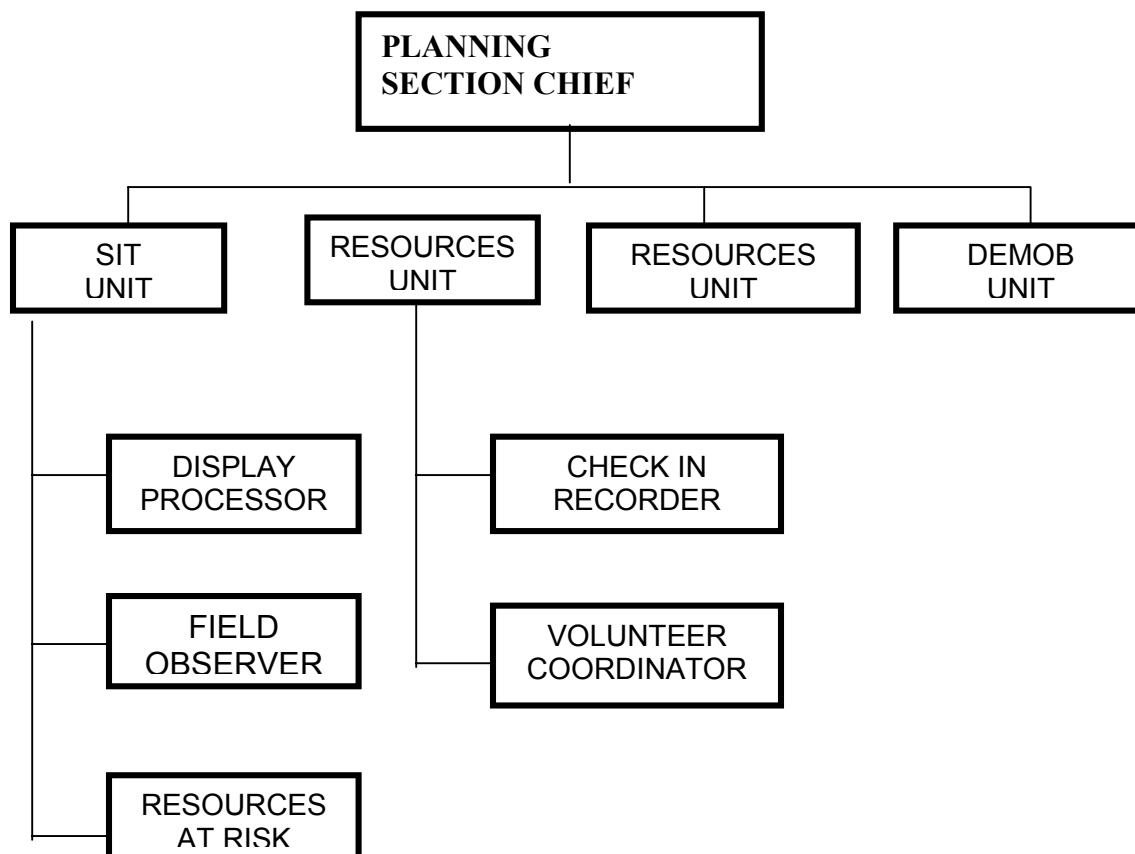 PLANNING
SECTION CHIEF
SIT
UNIT
RESOURCES
UNIT
RESOURCES
UNIT
DEMOB
UNIT
DISPLAY
PROCESSOR
CHECK IN
RECORDER
FIELD
OBSERVER
VOLUNTEER
COORDINATOR
RESOURCES
AT RISK